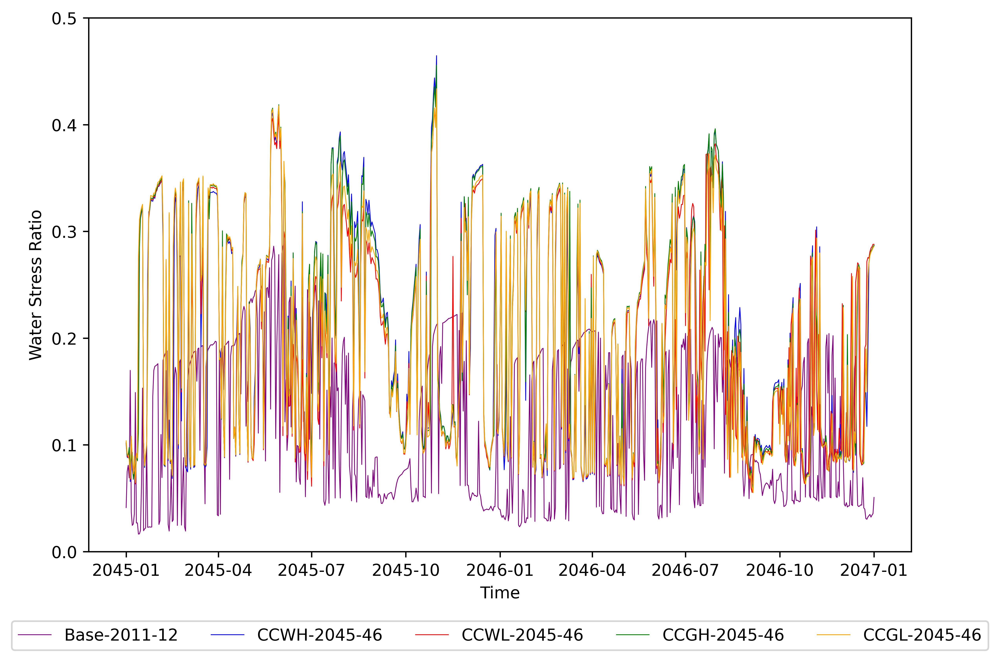 0.5
0.4
0.3
0.2
0.1
0.0
Water Stress Ratio
2045-01 2045-04 2045-07 2045-10 2046-01 2046-04 2046-07 2046-10 2047-01
Time
Base-2011-12 CCWH-2045-46 CCWL-2045-46 CCGH-2045-46 CCGL-2045-46